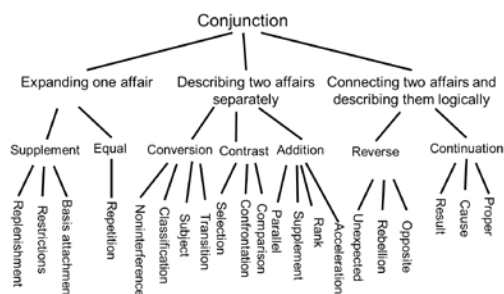 Conjunction
Expanding one affair
Describing two affairs
separately
Connecting two affairs and
describing them logically
Supplement
Equal
Conversion
Contrast
Addition
Reverse
Continuation
Replenishment
Restrictions
Basis attachment
Repetition
Noninterference
Classification
Subject
Transition
Selection
Confrontation
Comparison
Parallel
Supplement
Rank
Acceleration
Unexpected
Rebellion
Opposite
Result
Cause
Proper